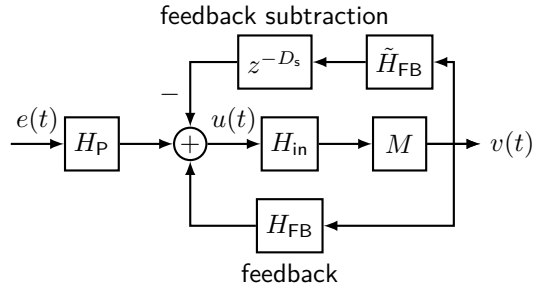 feedback subtraction
z^{-D_s} H̃_FB
−
e(t) H_P + u(t) H_in M v(t)
H_FB
feedback